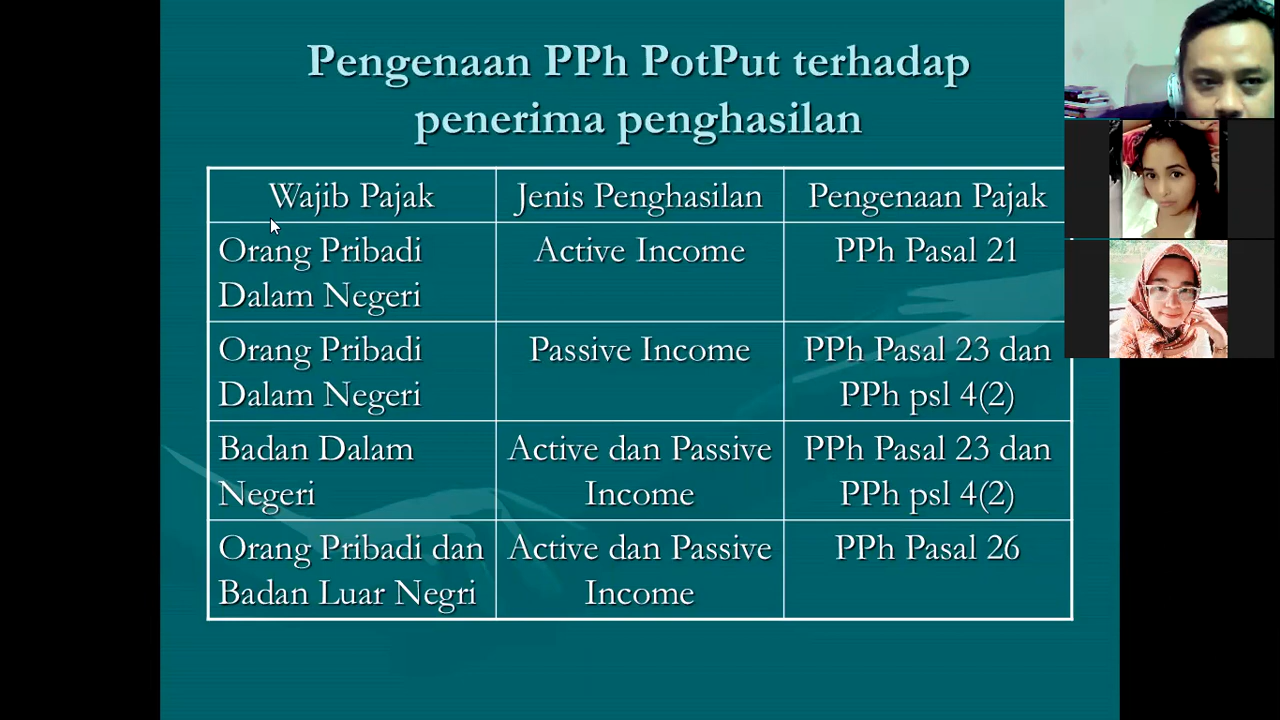 Pengenaan PPh PotPut terhadap
penerima penghasilan
Wajib Pajak
Jenis Penghasilan
Pengenaan Pajak
Orang Pribadi
Dalam Negeri
Active Income
PPh Pasal 21
Orang Pribadi
Dalam Negeri
Passive Income
PPh Pasal 23 dan
PPh psl 4(2)
Badan Dalam
Negeri
Active dan Passive
Income
PPh Pasal 23 dan
PPh psl 4(2)
Orang Pribadi dan
Badan Luar Negri
Active dan Passive
Income
PPh Pasal 26